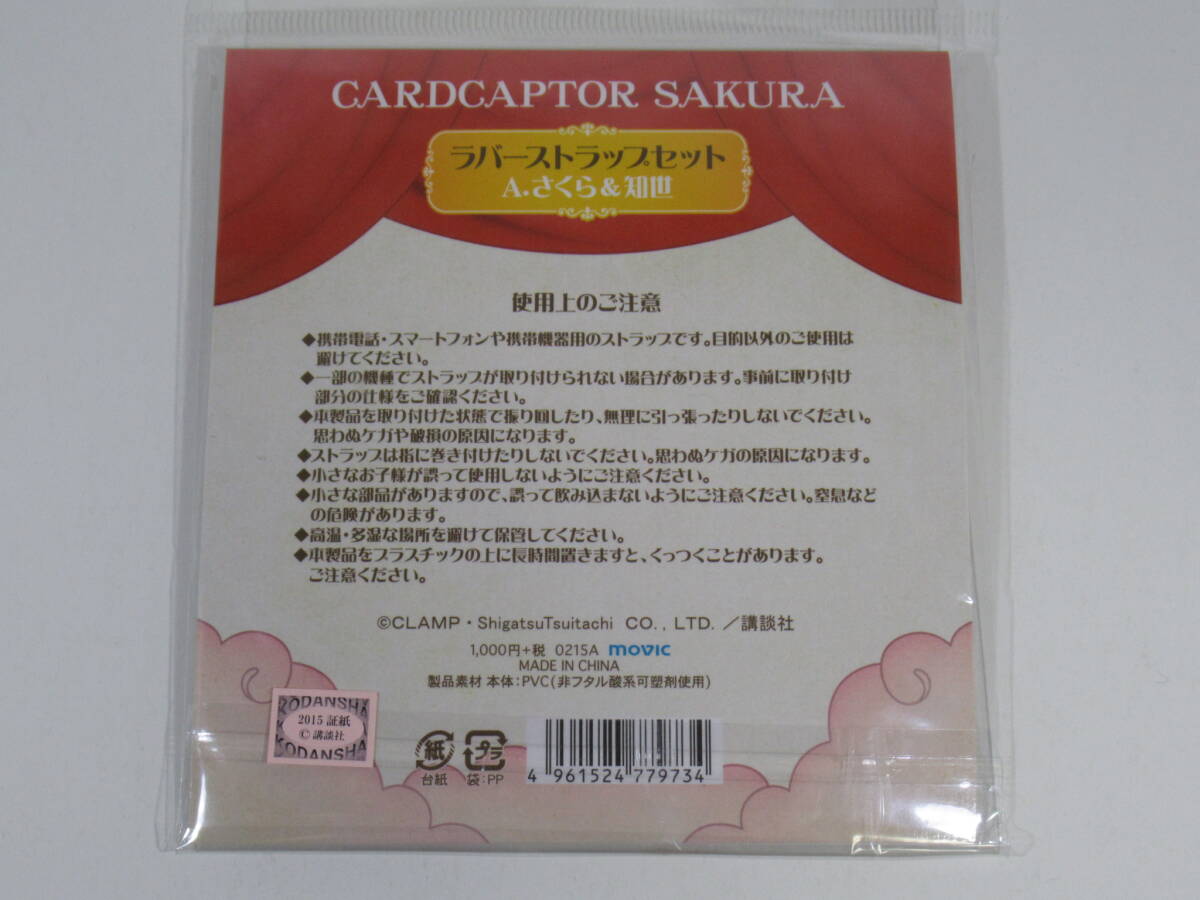 CARDCAPTOR SAKURA
ラバーストラップセット
A.さくら&知世
使用上のご注意
◆携帯電話・スマートフォンや携帯機器用のストラップです。目的以外のご使用は
避けてください。
◆一部の機種でストラップが取り付けられない場合があります。事前に取り付け
部分の仕様をご確認ください。
◆本製品を取り付けた状態で振り回したり、無理に引っ張ったりしないでください。
思わぬケガや破損の原因になります。
◆ストラップは指に巻き付けたりしないでください。思わぬケガの原因になります。
◆小さなお子様が誤って使用しないようにご注意ください。
◆小さな部品がありますので、誤って飲み込まないようにご注意ください。窒息など
の危険があります。
◆高温・多湿な場所を避けて保管してください。
◆本製品をプラスチックの上に長時間置きますと、くっつくことがあります。
ご注意ください。
©CLAMP・ShigatsuTsuitachi CO., LTD. ／講談社
1,000円+税 0215A movic
MADE IN CHINA
製品素材 本体:PVC(非フタル酸系可塑剤使用)
KODANSHA
2015 証紙
© 講談社
KODANSHA
紙
台紙
プラ
袋:PP
4 961524 779734